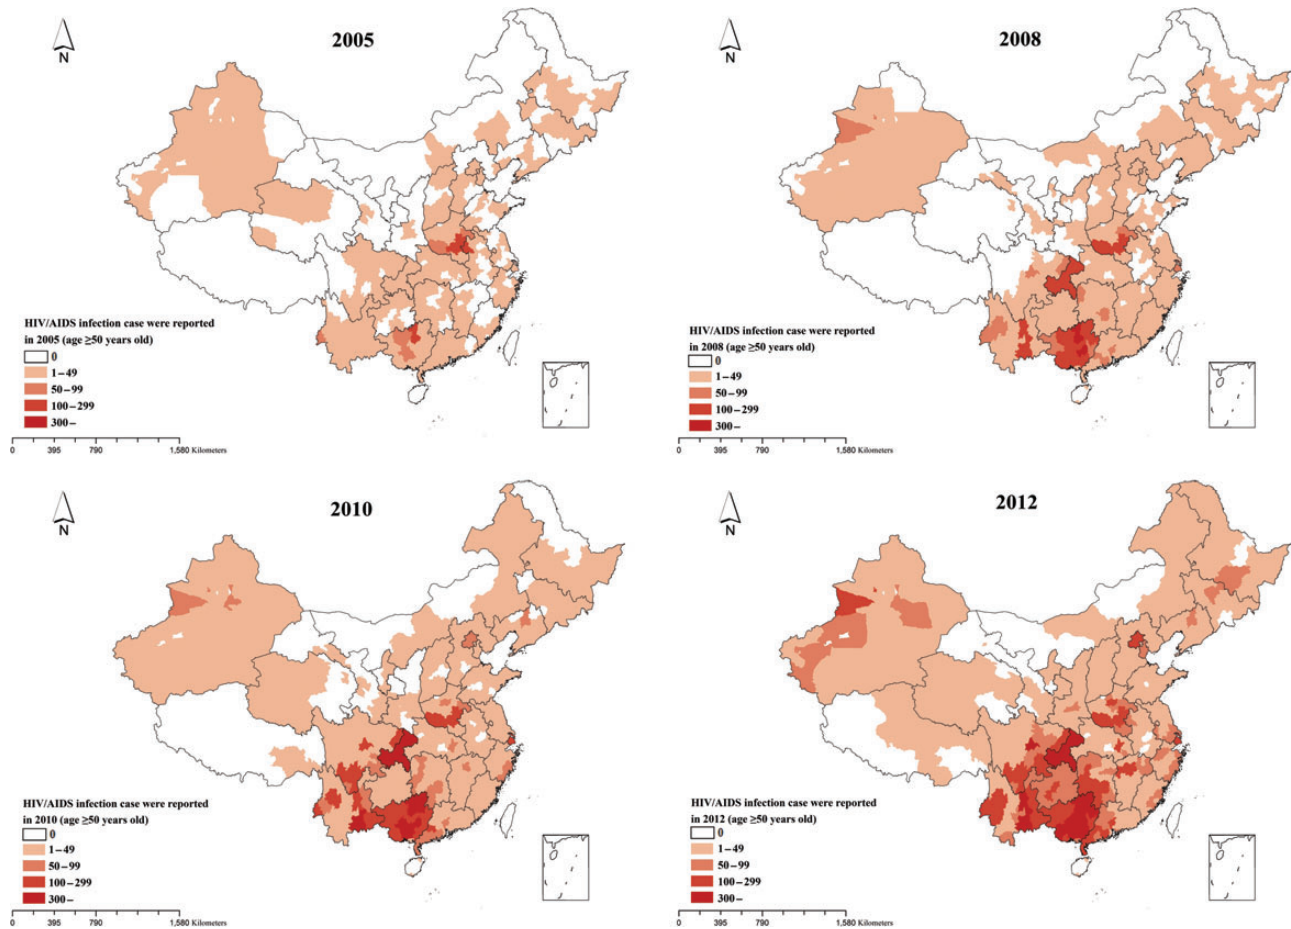 2005
N
HIV/AIDS infection case were reported
in 2005 (age ≥50 years old)
0
1–49
50–99
100–299
300–
0 395 790 1,580 Kilometers
2008
N
HIV/AIDS infection case were reported
in 2008 (age ≥50 years old)
0
1–49
50–99
100–299
300–
0 395 790 1,580 Kilometers
2010
N
HIV/AIDS infection case were reported
in 2010 (age ≥50 years old)
0
1–49
50–99
100–299
300–
0 395 790 1,580 Kilometers
2012
N
HIV/AIDS infection case were reported
in 2012 (age ≥50 years old)
0
1–49
50–99
100–299
300–
0 395 790 1,580 Kilometers